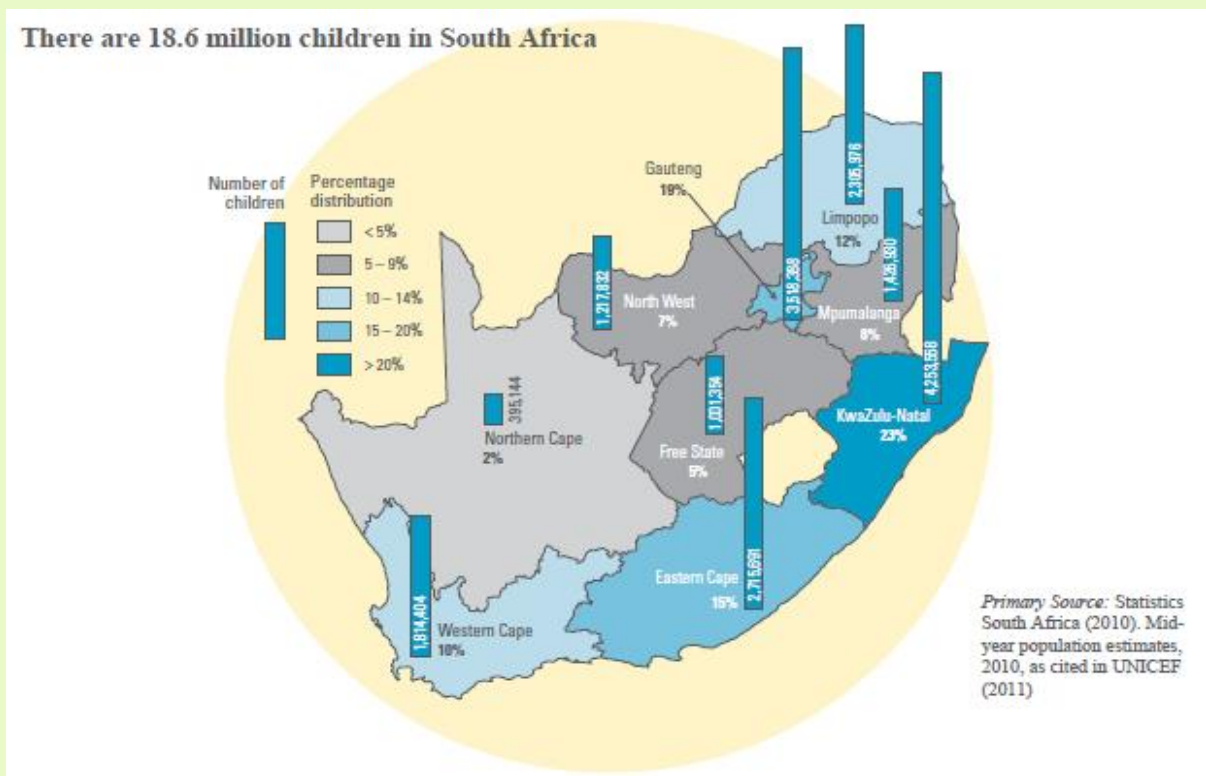 There are 18.6 million children in South Africa
Number of
children
Percentage
distribution
<5%
5 – 9%
10 – 14%
15 – 20%
>20%
Gauteng
19%
3,518,388
2,305,976
Limpopo
12%
1,426,930
Mpumalanga
8%
4,253,558
KwaZulu-Natal
23%
1,217,832
North West
7%
395,144
Northern Cape
2%
1,001,354
Free State
5%
2,715,691
Eastern Cape
15%
1,814,404
Western Cape
10%
Primary Source: Statistics
South Africa (2010). Mid-
year population estimates,
2010, as cited in UNICEF
(2011)